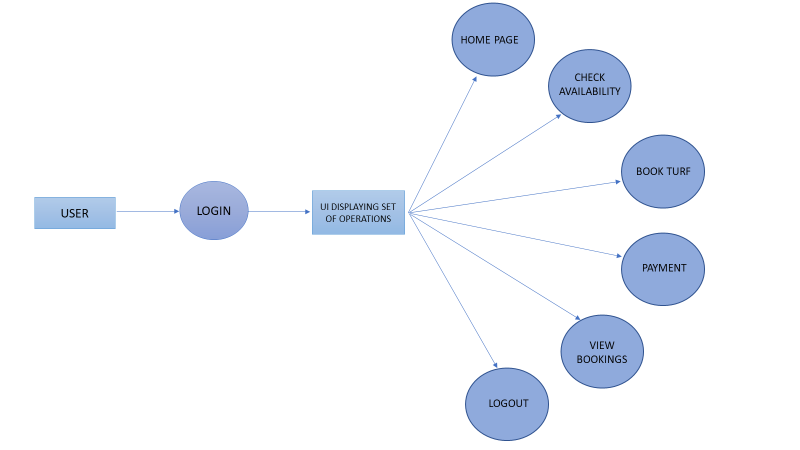 USER
LOGIN
UI DISPLAYING SET
OF OPERATIONS
HOME PAGE
CHECK
AVAILABILITY
BOOK TURF
PAYMENT
VIEW
BOOKINGS
LOGOUT